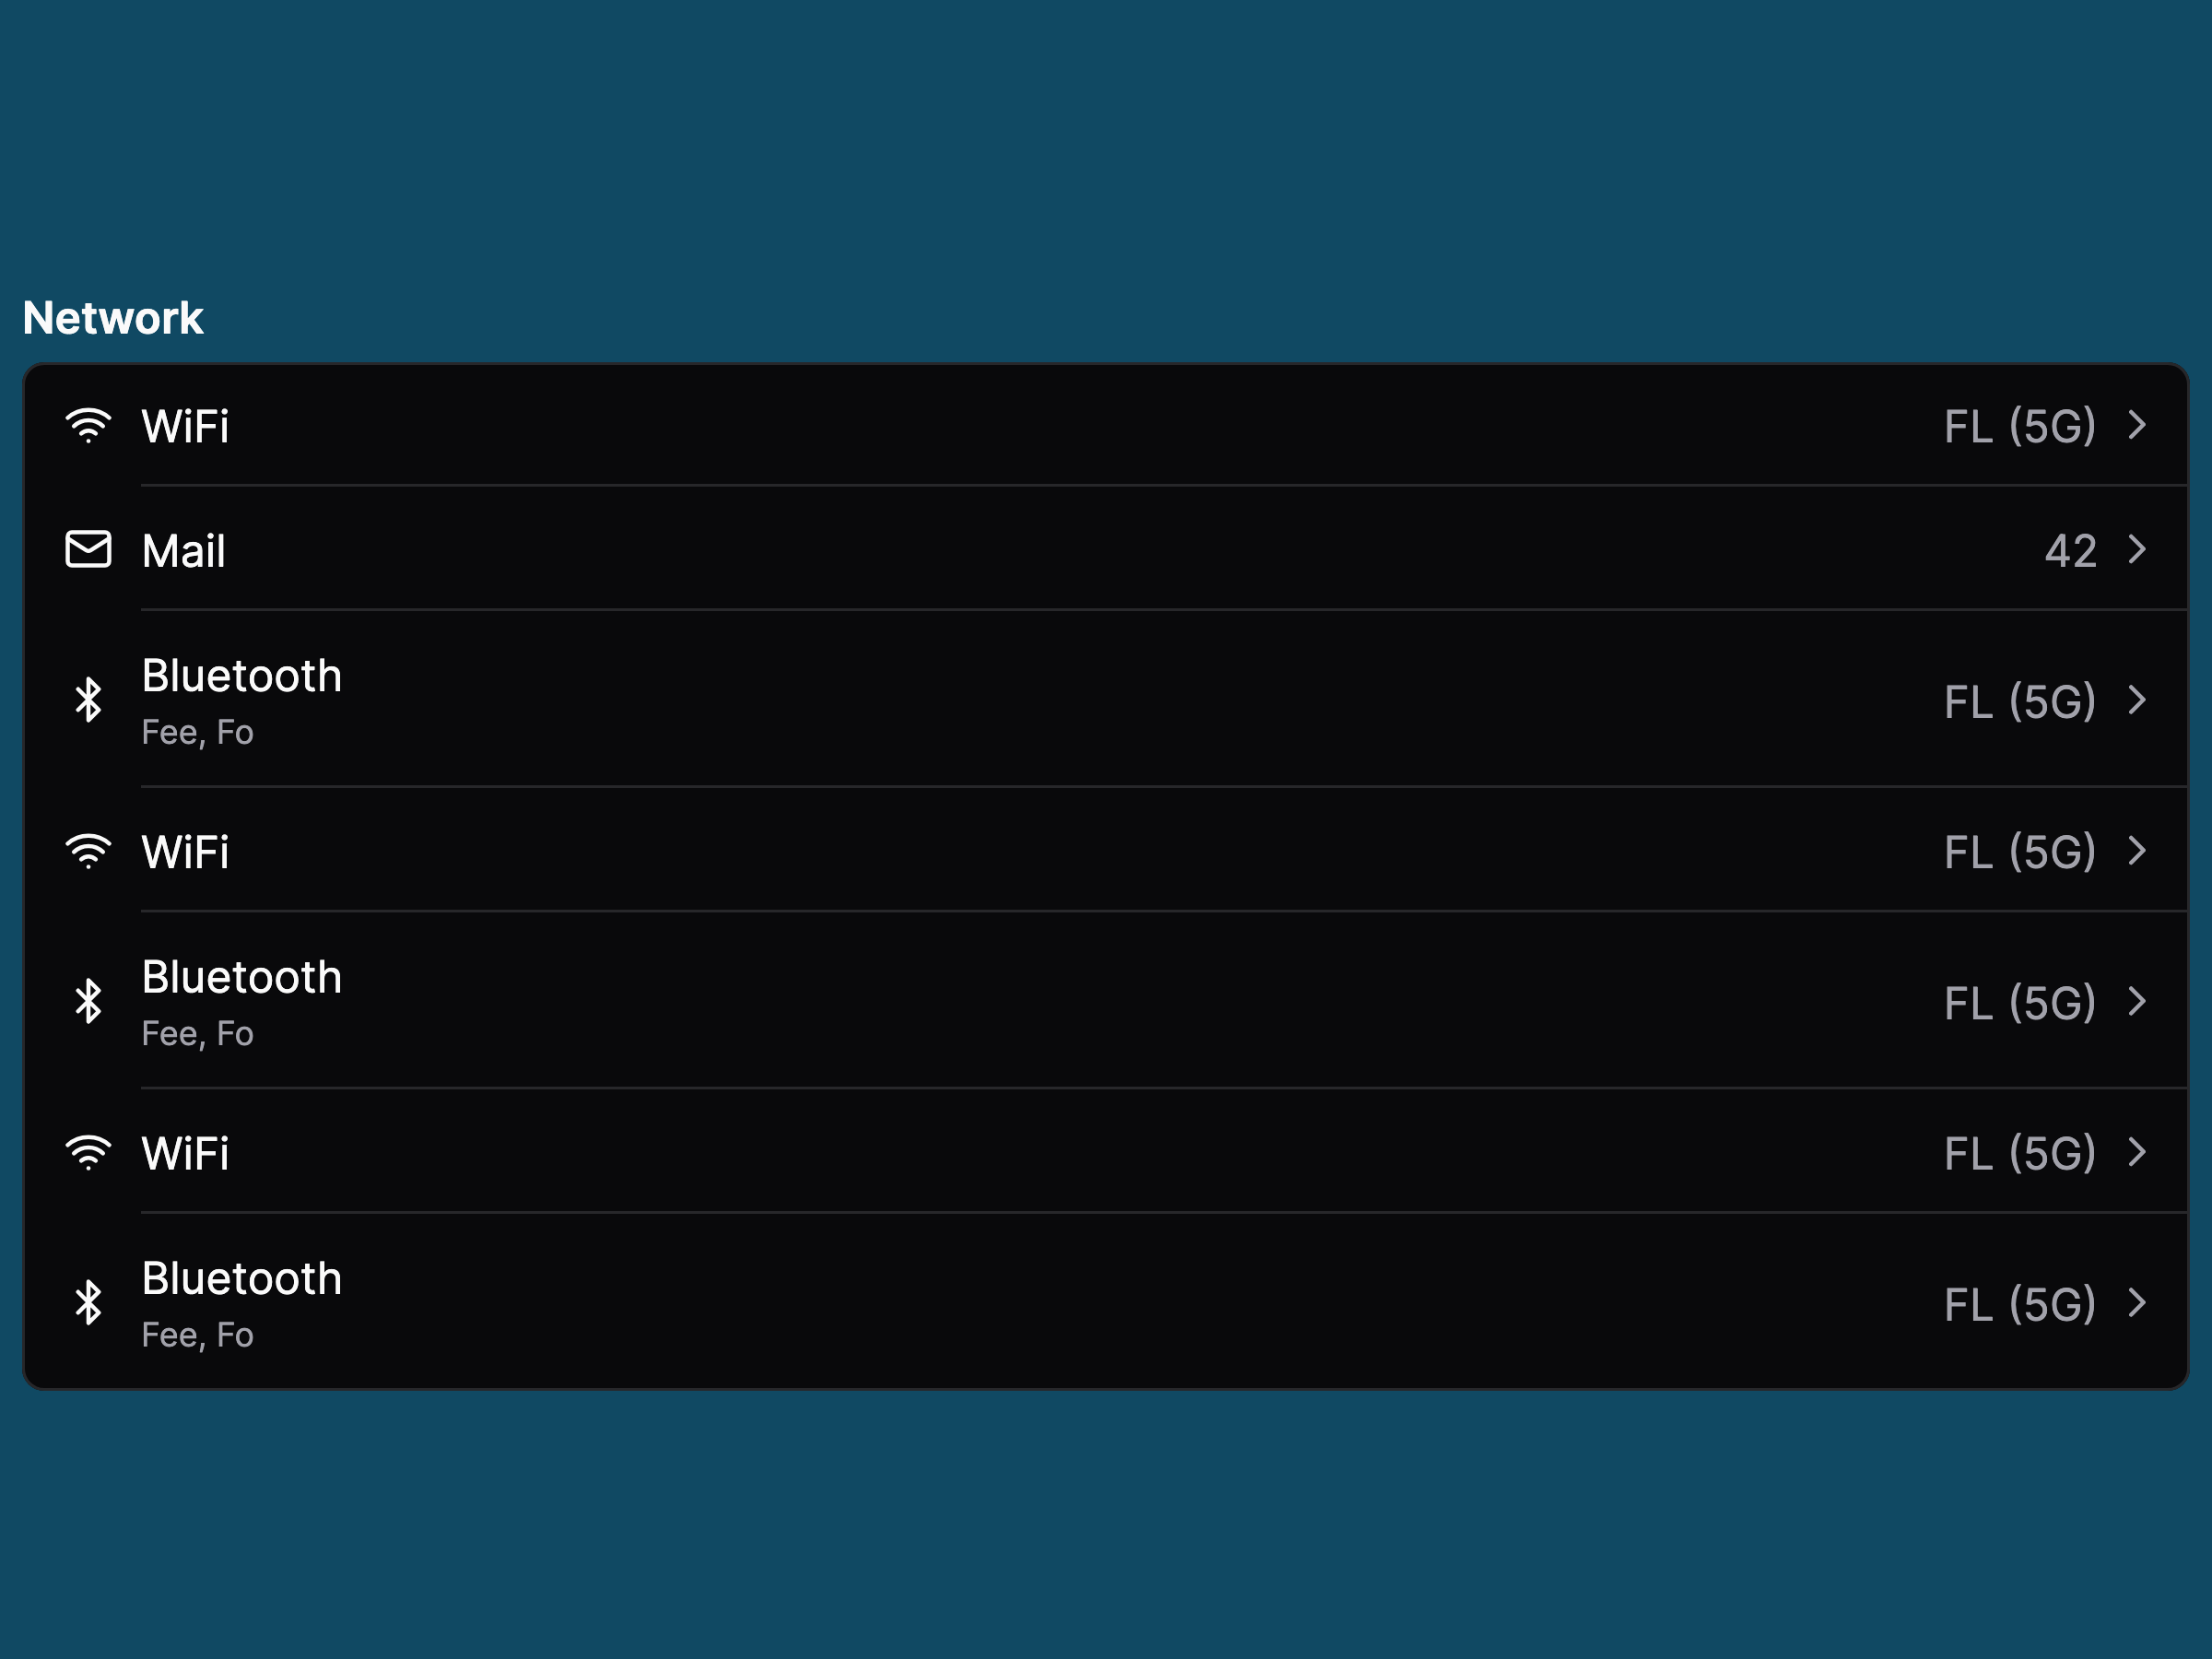 Network
WiFi FL (5G)
Mail 42
Bluetooth
Fee, Fo
FL (5G)
WiFi FL (5G)
Bluetooth
Fee, Fo
FL (5G)
WiFi FL (5G)
Bluetooth
Fee, Fo
FL (5G)